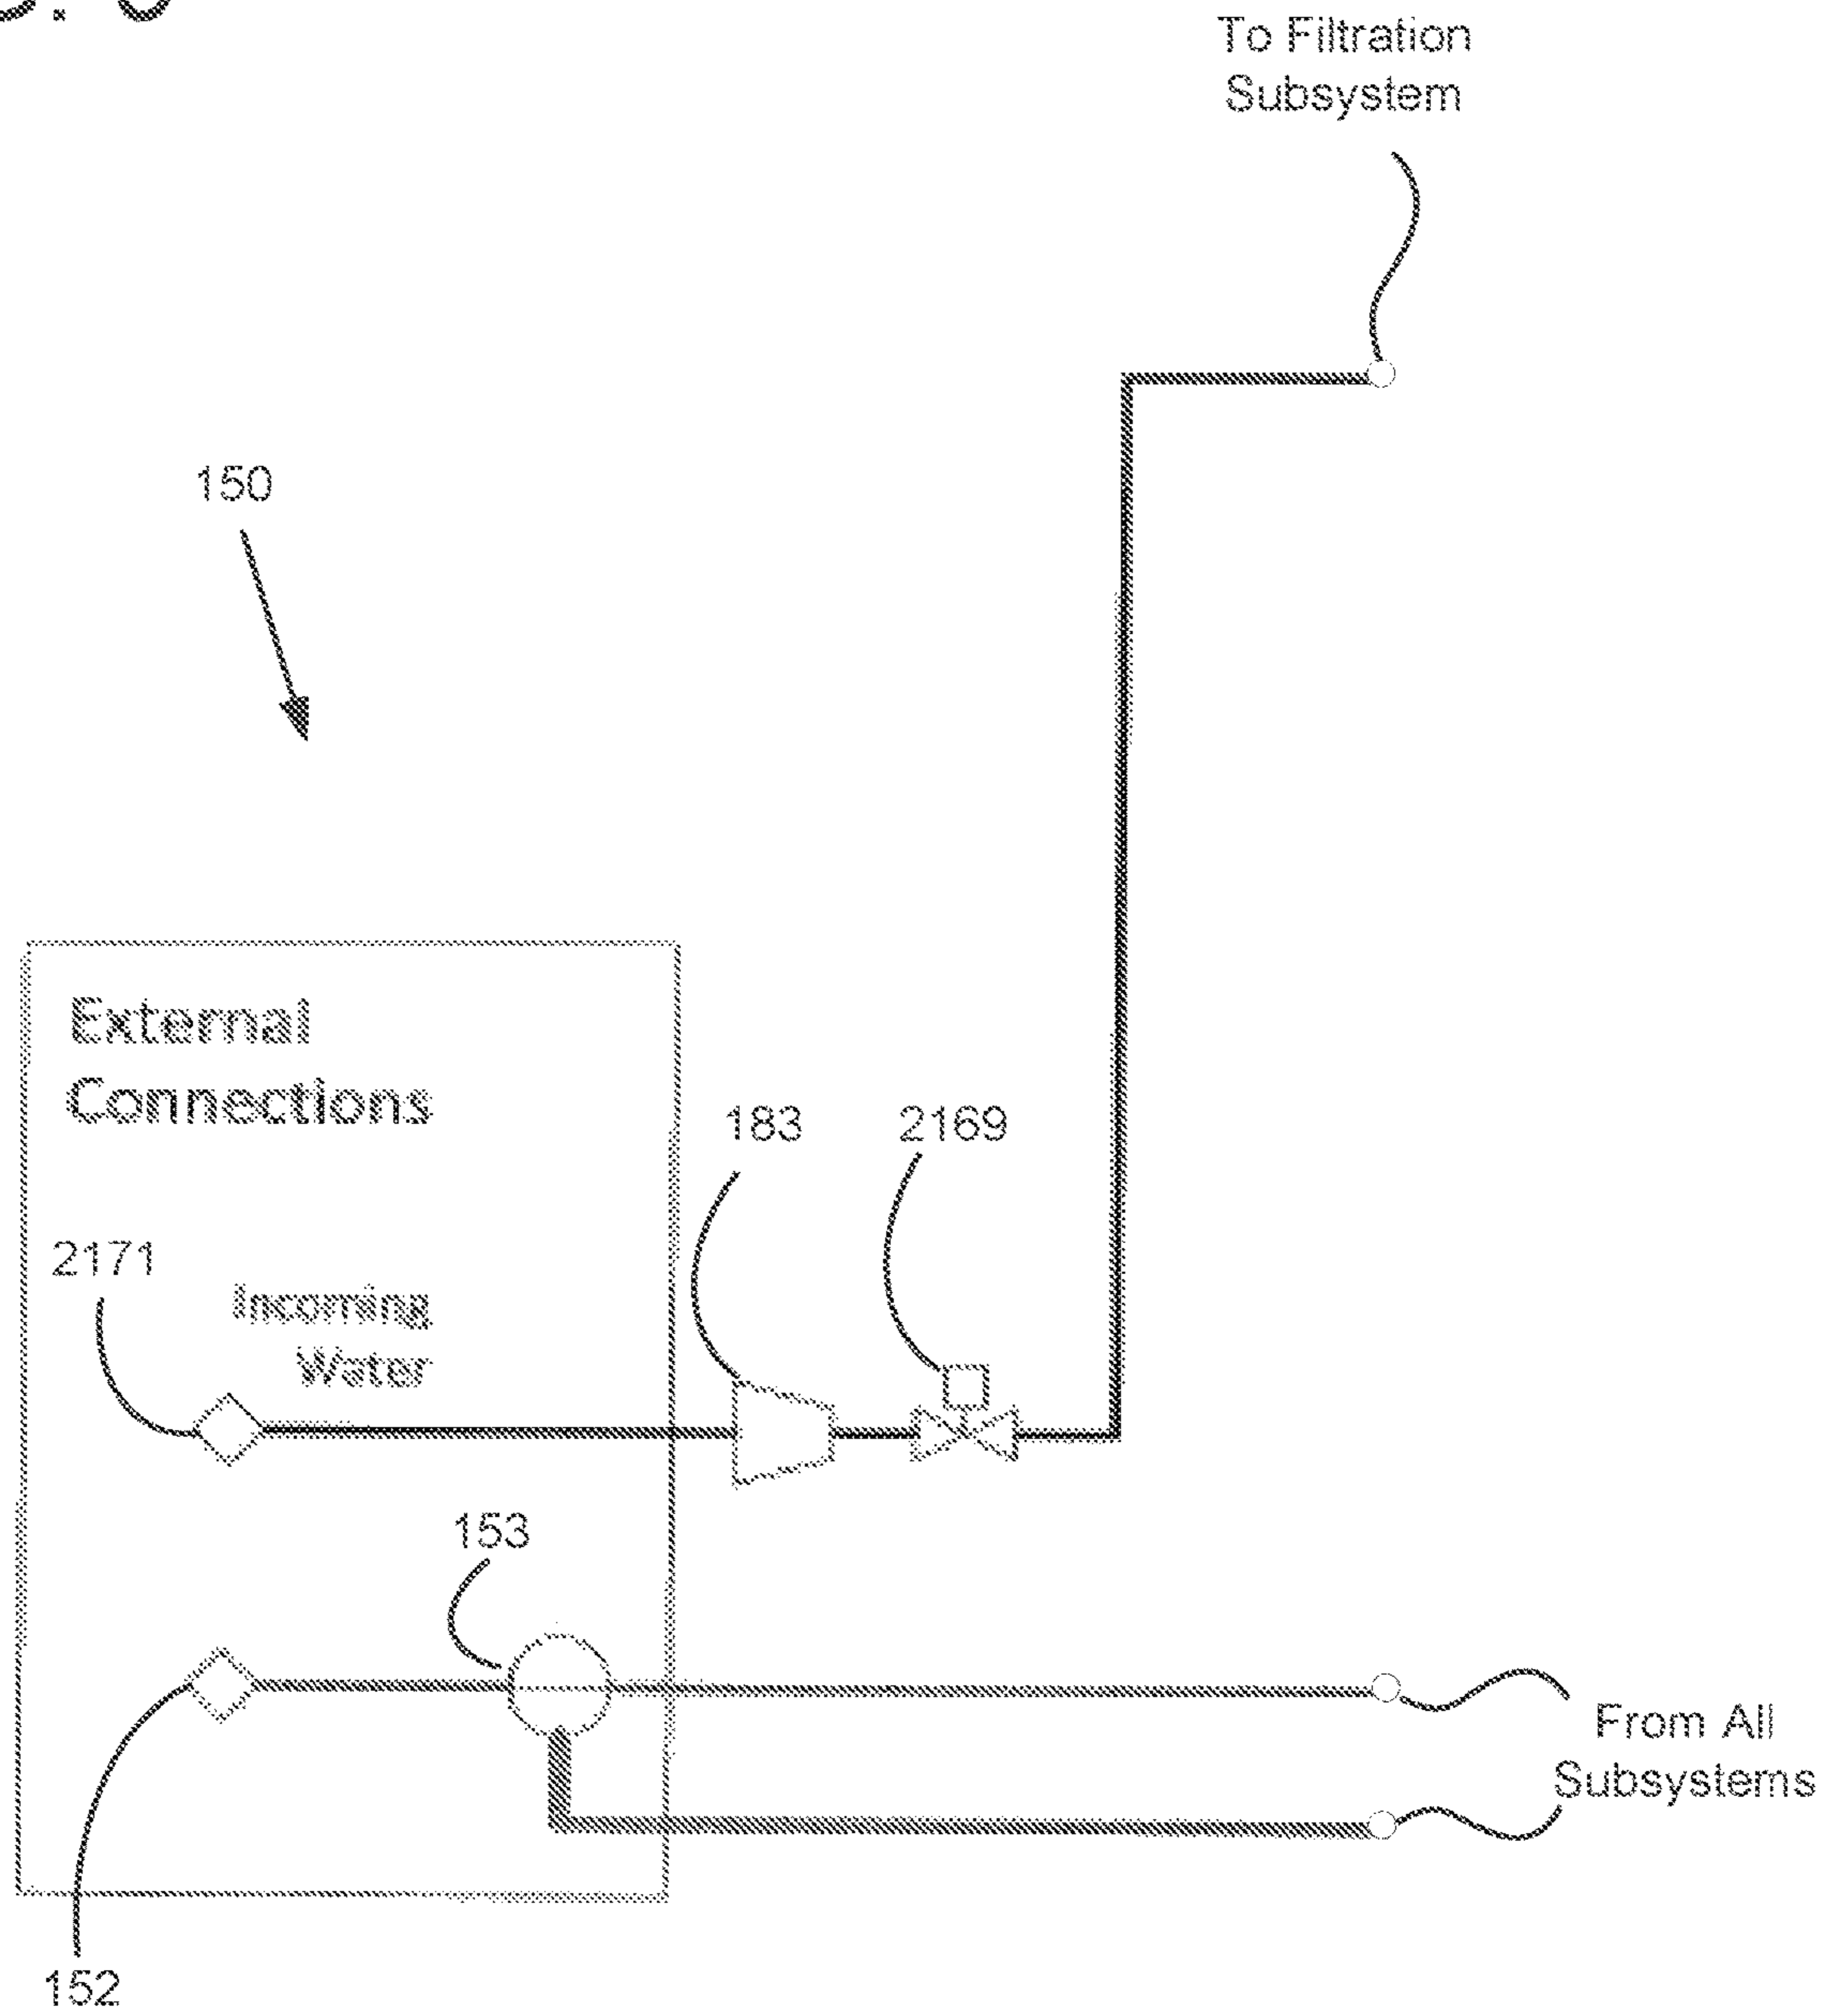 To Filtration
Subsystem
150
External
Connections
183
2169
2171
Incoming
Water
153
From All
Subsystems
152